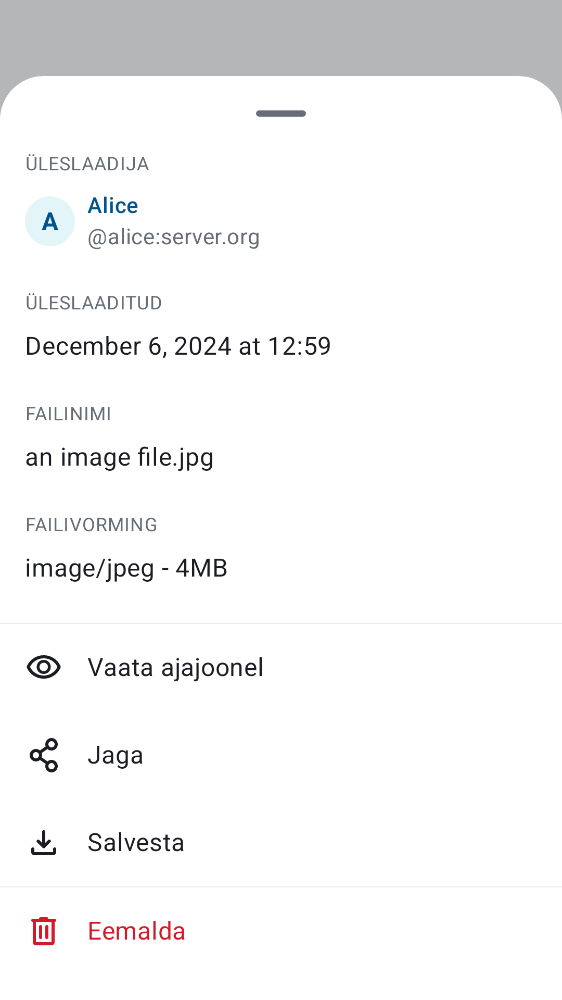 ÜLESLAADIJA
A
Alice
@alice:server.org
ÜLESLAADITUD
December 6, 2024 at 12:59
FAILINIMI
an image file.jpg
FAILIVORMING
image/jpeg - 4MB
Vaata ajajoonel
Jaga
Salvesta
Eemalda